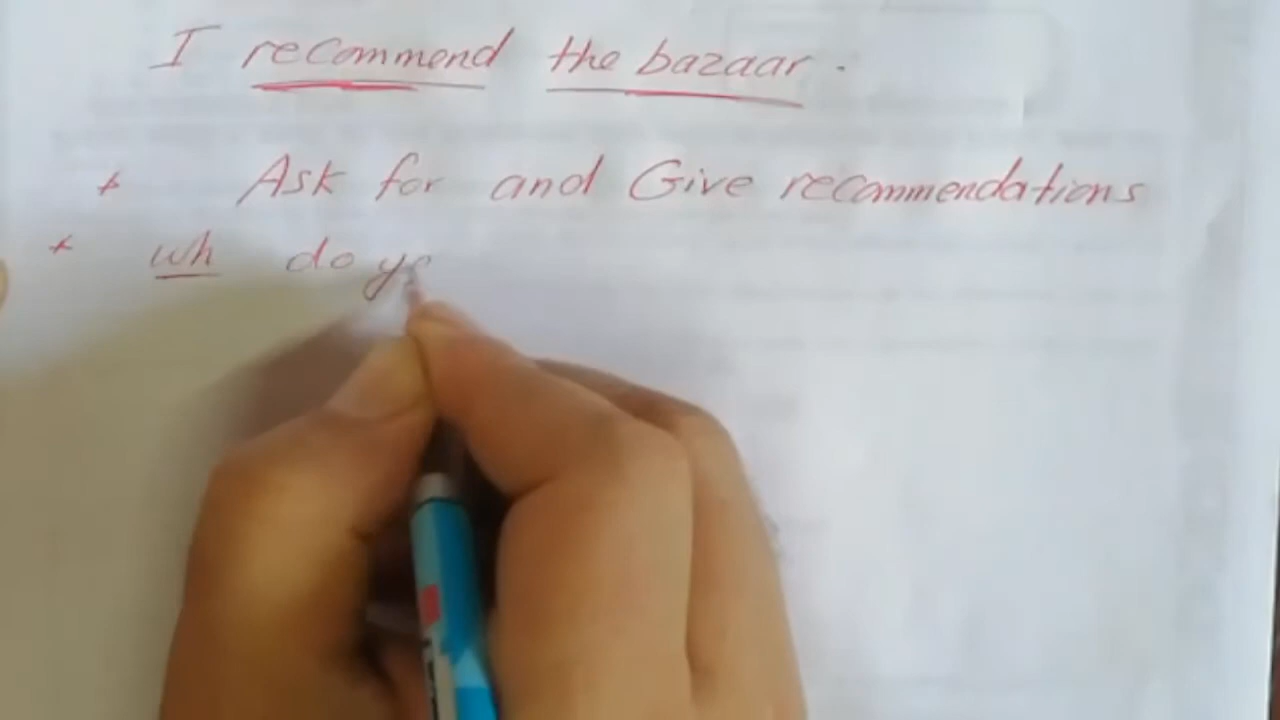 I recommend the bazaar.
* Ask for and Give recommendations
* wh do yo